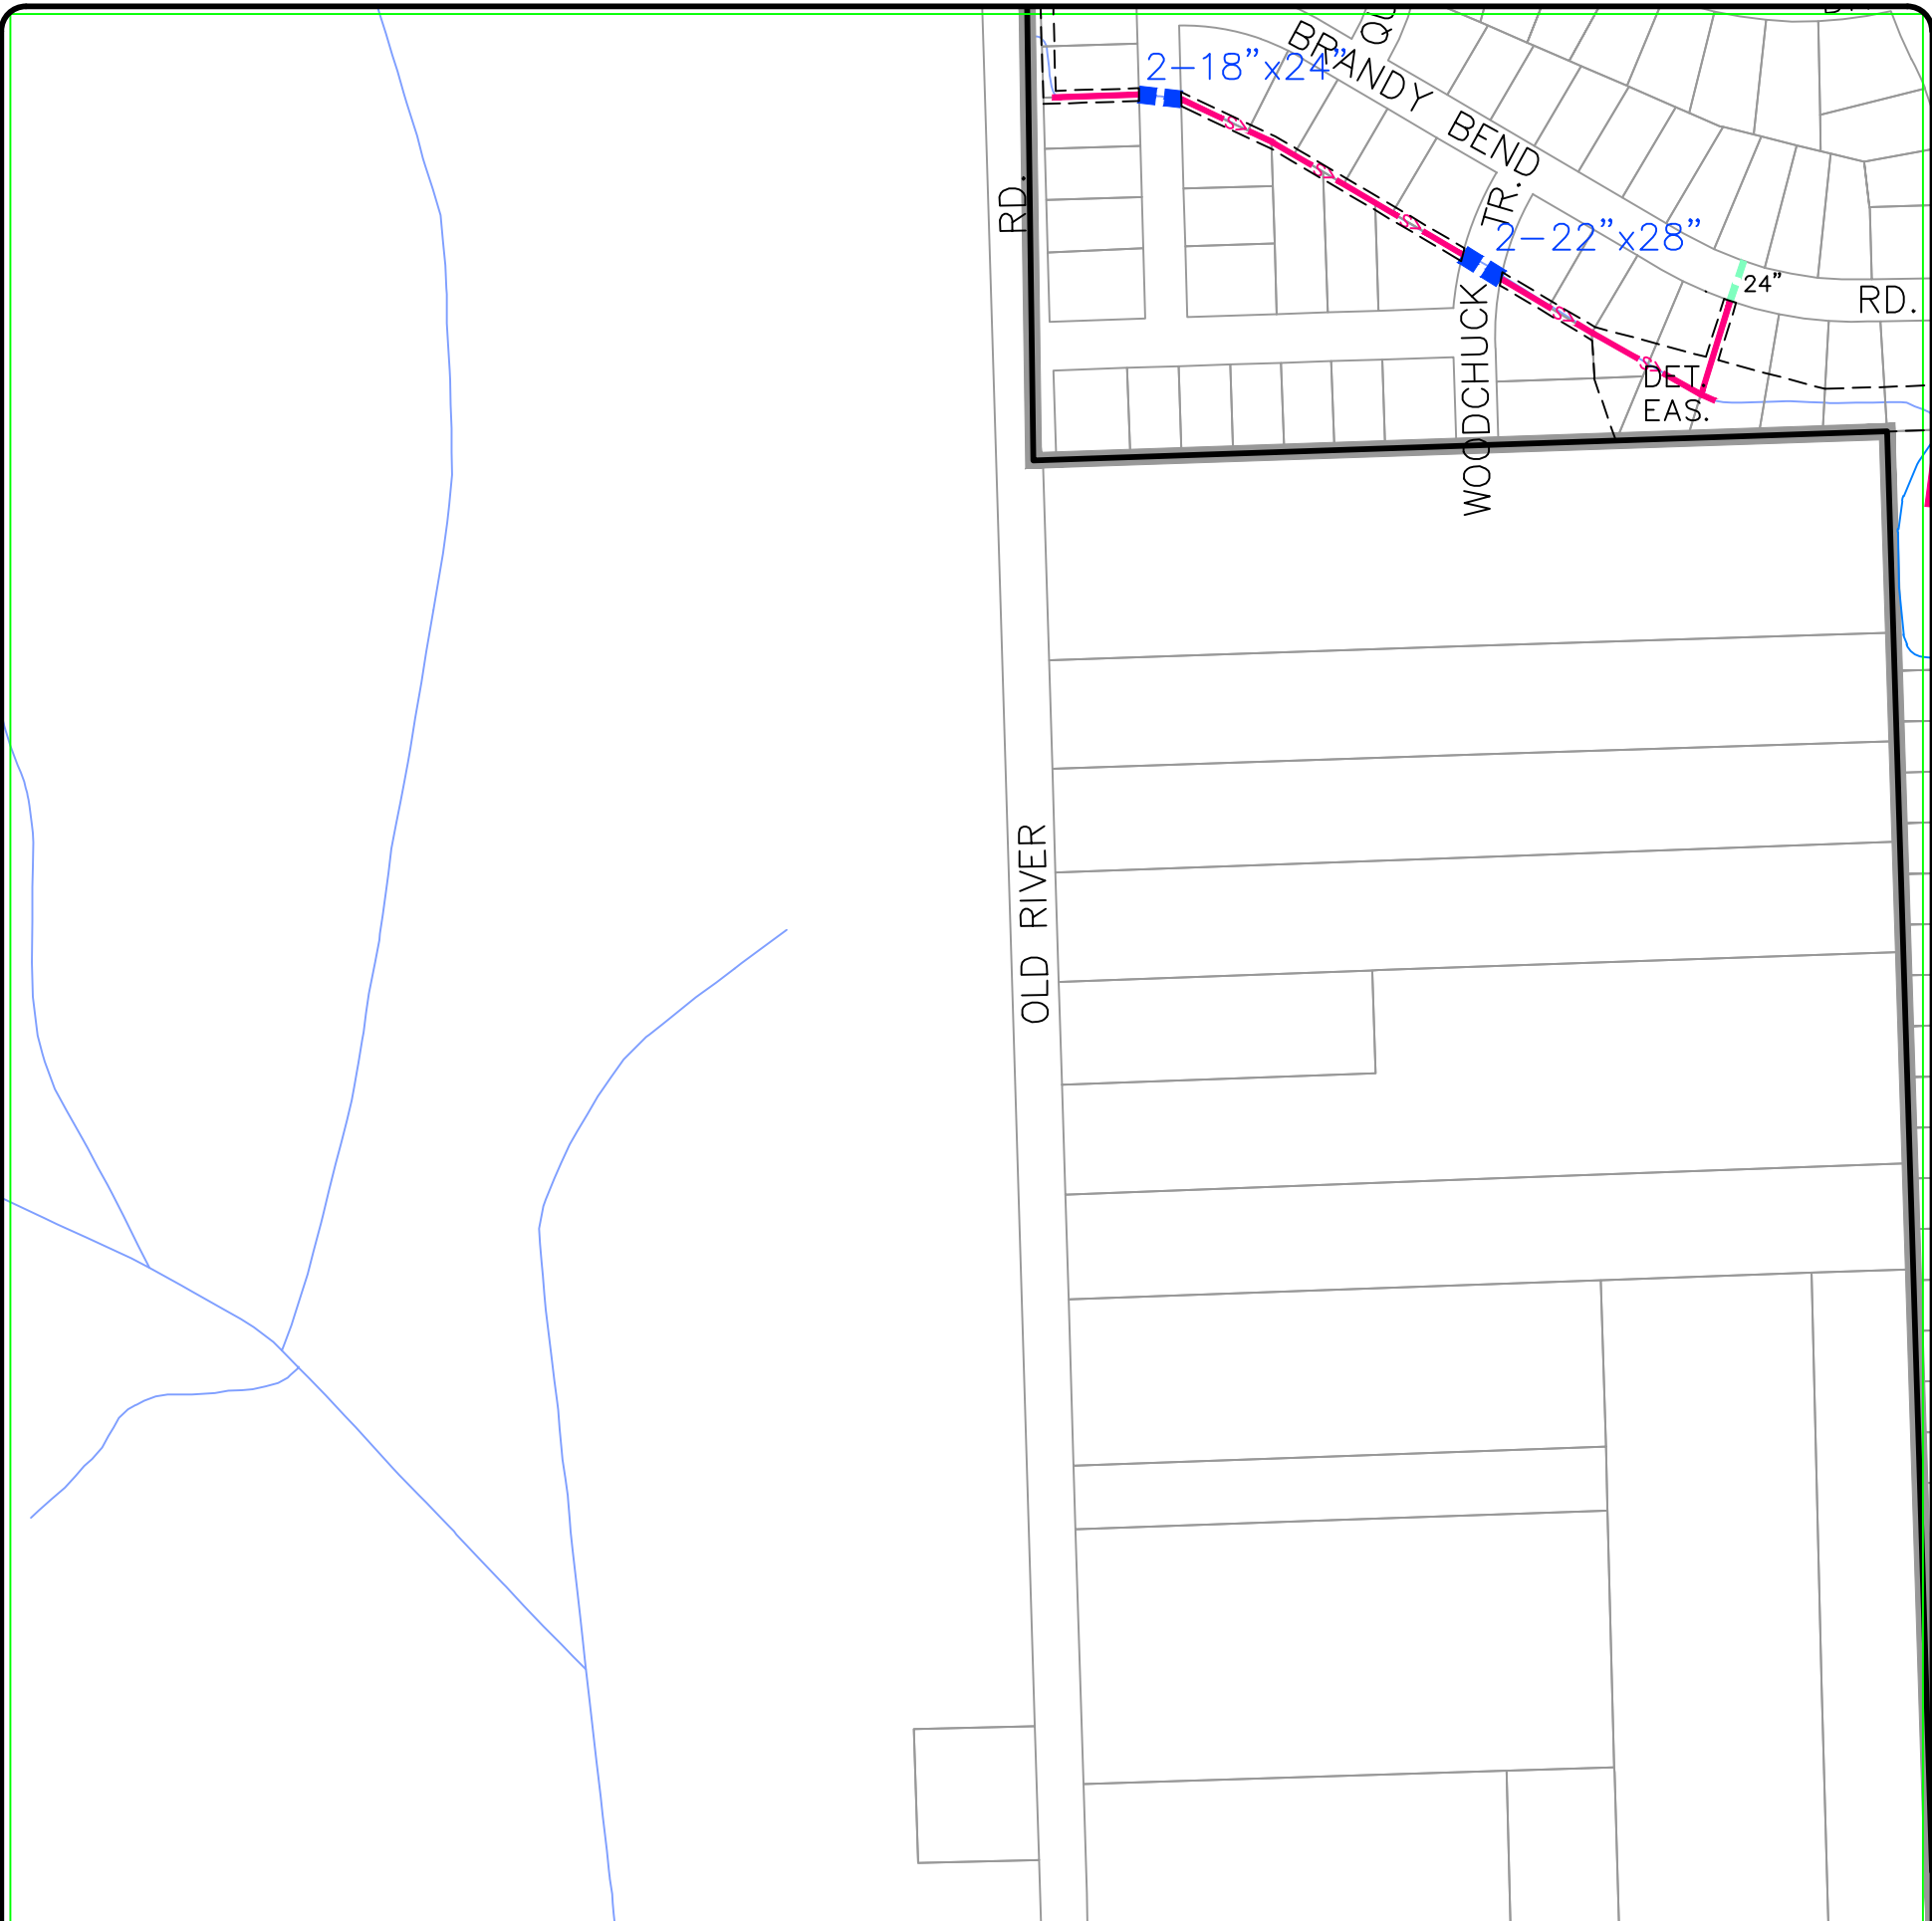 2-18"x24"
BRANDY BEND
RD.
TR.
2-22"x28"
24"
RD.
WOODCHUCK
DET.
EAS.
OLD RIVER
S>
S>
S>
S>
S>